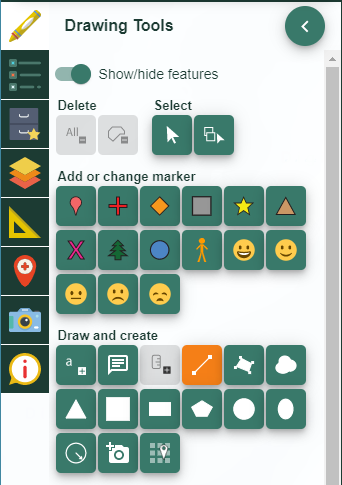 Drawing Tools
Show/hide features
Delete Select
All
Add or change marker
Draw and create
a